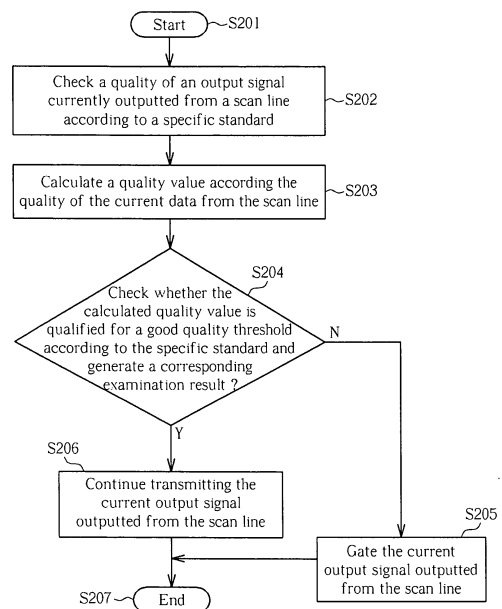 Start
S201
Check a quality of an output signal
currently outputted from a scan line
according to a specific standard
S202
Calculate a quality value according the
quality of the current data from the scan line
S203
S204
Check whether the
calculated quality value is
qualified for a good quality threshold
according to the specific standard and
generate a corresponding
examination result ?
N
Y
S206
Continue transmitting the
current output signal
outputted from the scan line
S205
Gate the current
output signal outputted
from the scan line
S207
End